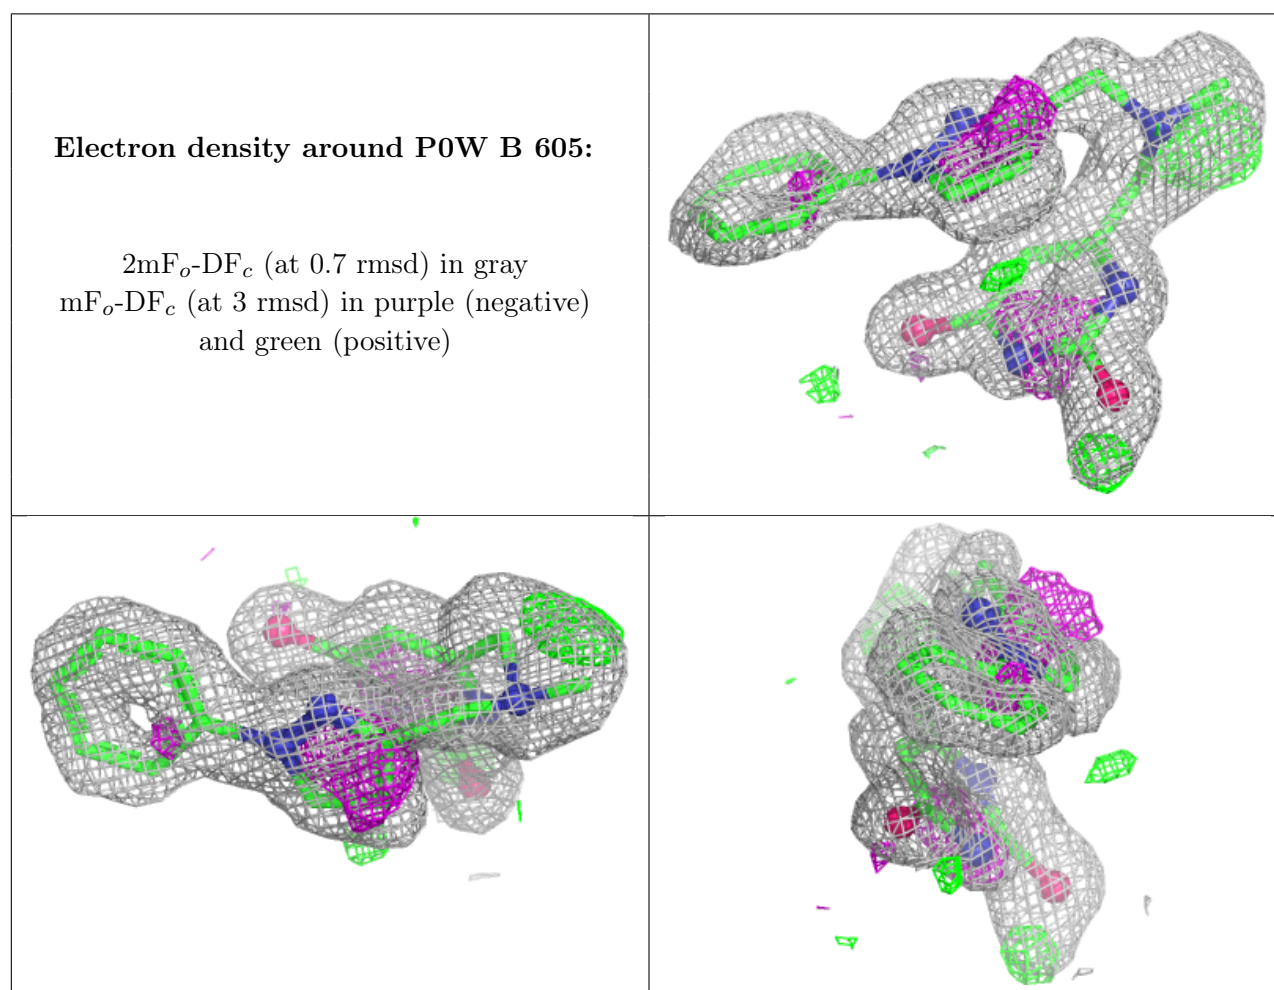 Electron density around P0W B 605:
2mFo-DFc (at 0.7 rmsd) in gray
mFo-DFc (at 3 rmsd) in purple (negative)
and green (positive)